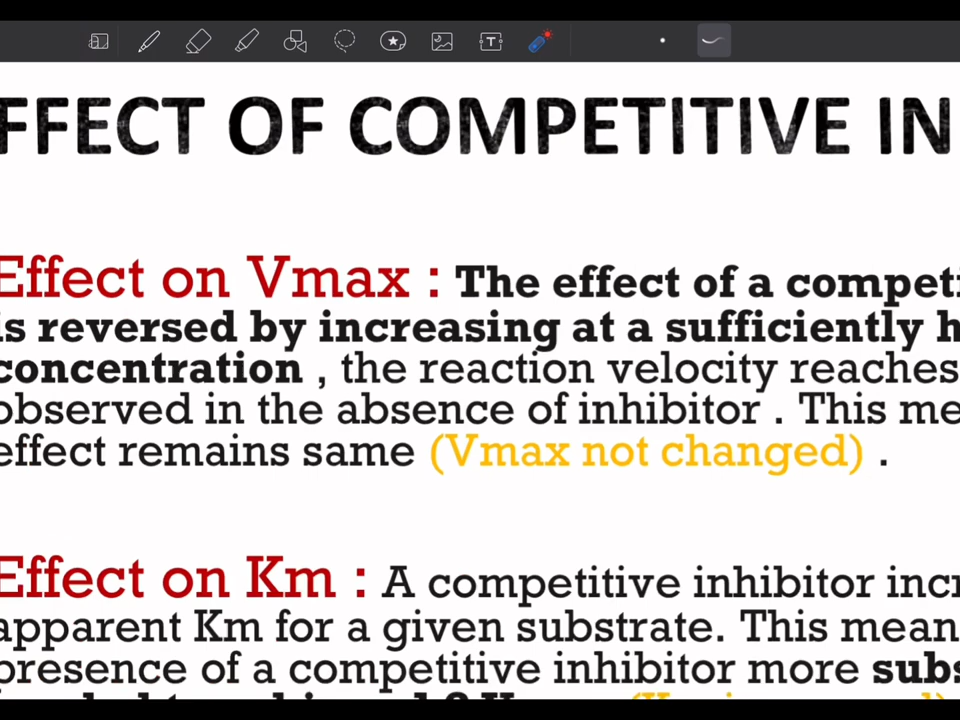 FFECT OF COMPETITIVE IN
Effect on Vmax : The effect of a competi
is reversed by increasing at a sufficiently h
concentration , the reaction velocity reaches
observed in the absence of inhibitor . This me
effect remains same (Vmax not changed) .
Effect on Km : A competitive inhibitor incr
apparent Km for a given substrate. This mean
presence of a competitive inhibitor more subs